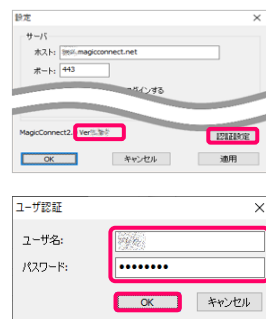 設定
サーバ
ホスト: .magicconnect.net
ポート: 443
グインする
MagicConnect2. Ver
認証設定
OK キャンセル 適用
ユーザ認証
ユーザ名:
パスワード: ●●●●●●●●
OK キャンセル